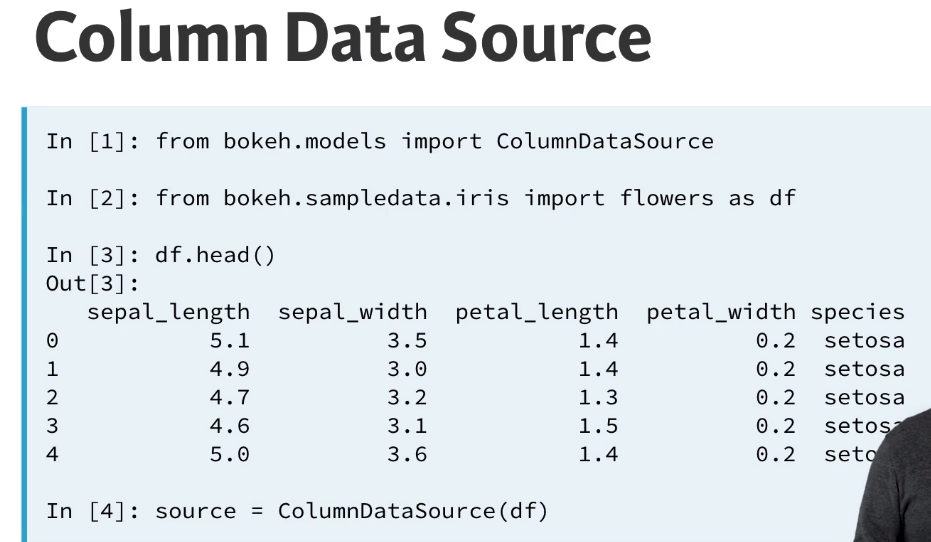 Column Data Source
In [1]: from bokeh.models import ColumnDataSource
In [2]: from bokeh.sampledata.iris import flowers as df
In [3]: df.head()
Out[3]:
sepal_length sepal_width petal_length petal_width species
0 5.1 3.5 1.4 0.2 setosa
1 4.9 3.0 1.4 0.2 setosa
2 4.7 3.2 1.3 0.2 setosa
3 4.6 3.1 1.5 0.2 setosa
4 5.0 3.6 1.4 0.2
In [4]: source = ColumnDataSource(df)